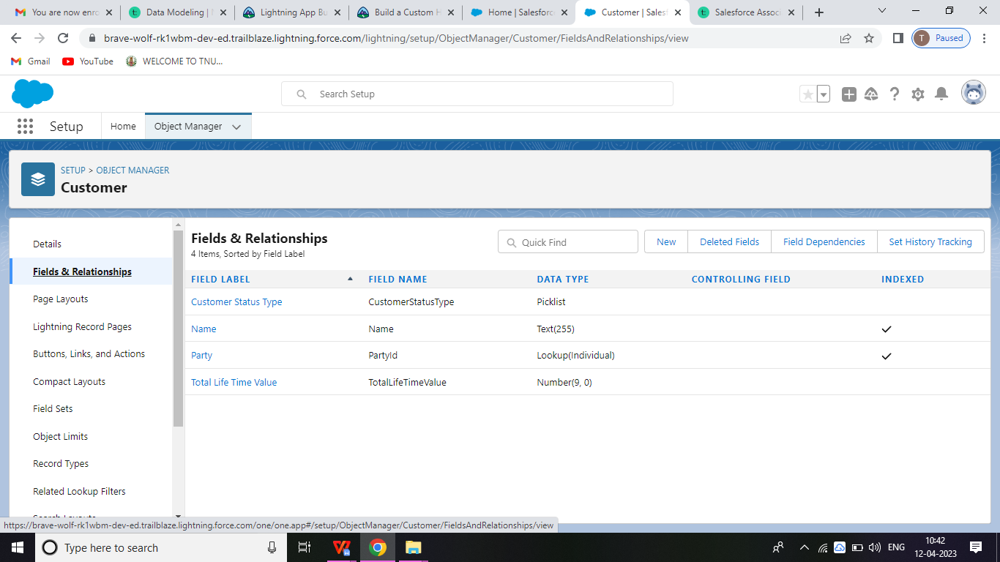 You are now enro
Data Modeling |
Lightning App Bu
Build a Custom H
Home | Salesforce
Customer | Salesf
Salesforce Associ
brave-wolf-rk1wbm-dev-ed.trailblaze.lightning.force.com/lightning/setup/ObjectManager/Customer/FieldsAndRelationships/view
T Paused
Gmail YouTube WELCOME TO TNU...
Search Setup
Setup Home Object Manager
SETUP > OBJECT MANAGER
Customer
Details
Fields & Relationships
Page Layouts
Lightning Record Pages
Buttons, Links, and Actions
Compact Layouts
Field Sets
Object Limits
Record Types
Related Lookup Filters
Fields & Relationships
4 Items, Sorted by Field Label
Quick Find
New Deleted Fields Field Dependencies Set History Tracking
FIELD LABEL FIELD NAME DATA TYPE CONTROLLING FIELD INDEXED
Customer Status Type CustomerStatusType Picklist
Name Name Text(255)
Party PartyId Lookup(Individual)
Total Life Time Value TotalLifeTimeValue Number(9, 0)
https://brave-wolf-rk1wbm-dev-ed.trailblaze.lightning.force.com/one/one.app#/setup/ObjectManager/Customer/FieldsAndRelationships/view
Type here to search
ENG
10:42
12-04-2023